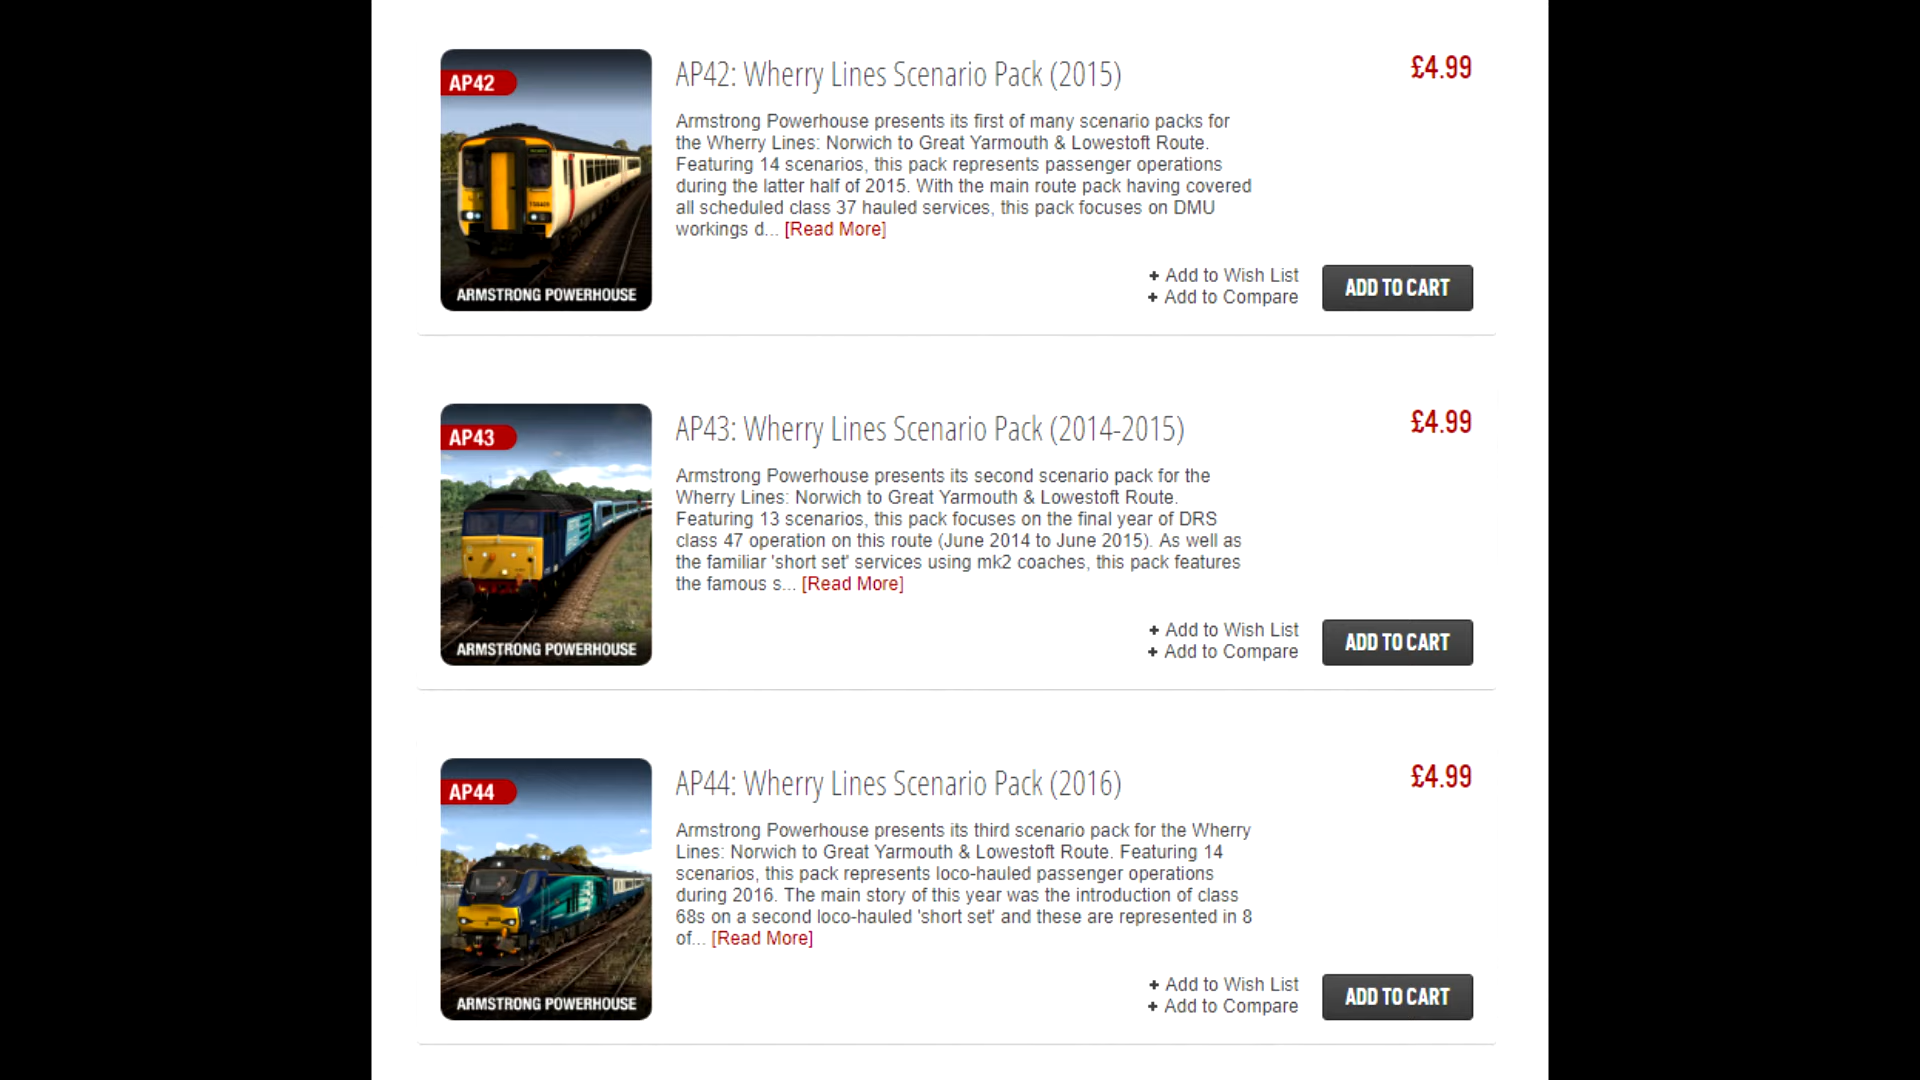 AP42
ARMSTRONG POWERHOUSE
AP42: Wherry Lines Scenario Pack (2015)
£4.99
Armstrong Powerhouse presents its first of many scenario packs for
the Wherry Lines: Norwich to Great Yarmouth & Lowestoft Route.
Featuring 14 scenarios, this pack represents passenger operations
during the latter half of 2015. With the main route pack having covered
all scheduled class 37 hauled services, this pack focuses on DMU
workings d... [Read More]
+ Add to Wish List
+ Add to Compare
ADD TO CART
AP43
ARMSTRONG POWERHOUSE
AP43: Wherry Lines Scenario Pack (2014-2015)
£4.99
Armstrong Powerhouse presents its second scenario pack for the
Wherry Lines: Norwich to Great Yarmouth & Lowestoft Route.
Featuring 13 scenarios, this pack focuses on the final year of DRS
class 47 operation on this route (June 2014 to June 2015). As well as
the familiar 'short set' services using mk2 coaches, this pack features
the famous s... [Read More]
+ Add to Wish List
+ Add to Compare
ADD TO CART
AP44
ARMSTRONG POWERHOUSE
AP44: Wherry Lines Scenario Pack (2016)
£4.99
Armstrong Powerhouse presents its third scenario pack for the Wherry
Lines: Norwich to Great Yarmouth & Lowestoft Route. Featuring 14
scenarios, this pack represents loco-hauled passenger operations
during 2016. The main story of this year was the introduction of class
68s on a second loco-hauled 'short set' and these are represented in 8
of... [Read More]
+ Add to Wish List
+ Add to Compare
ADD TO CART